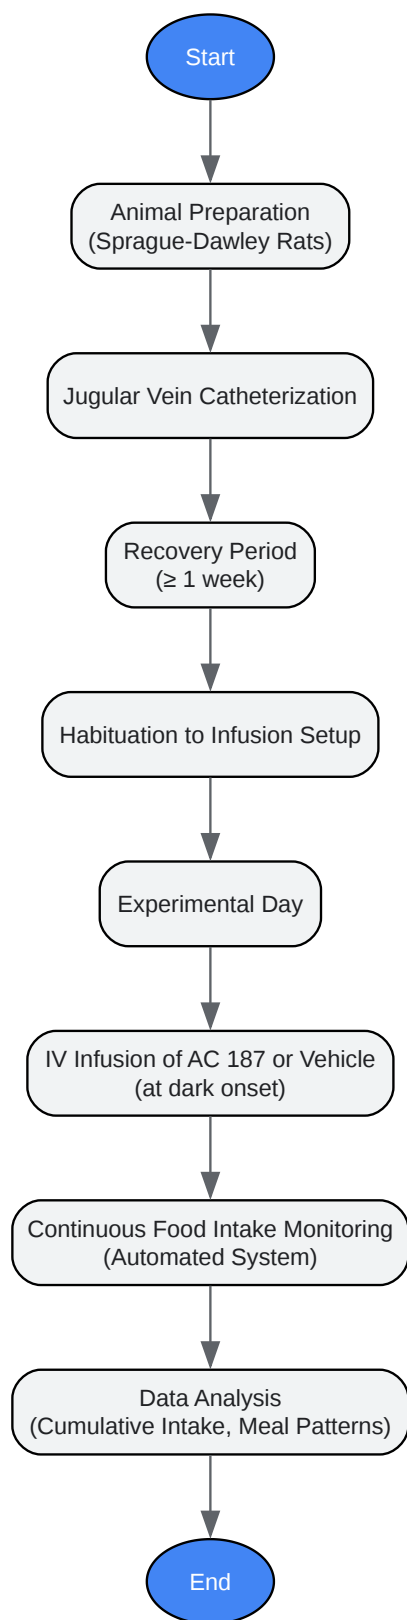 Start
Animal Preparation
(Sprague-Dawley Rats)
Jugular Vein Catheterization
Recovery Period
(≥ 1 week)
Habituation to Infusion Setup
Experimental Day
IV Infusion of AC 187 or Vehicle
(at dark onset)
Continuous Food Intake Monitoring
(Automated System)
Data Analysis
(Cumulative Intake, Meal Patterns)
End